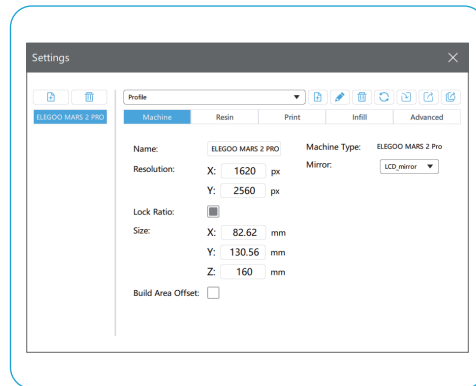 Settings
Profile
ELEGOO MARS 2 PRO
Machine Resin Print Infill Advanced
Name: ELEGOO MARS 2 PRO Machine Type: ELEGOO MARS 2 Pro
Resolution: X: 1620 px Mirror: LCD_mirror
Y: 2560 px
Lock Ratio:
Size: X: 82.62 mm
Y: 130.56 mm
Z: 160 mm
Build Area Offset: